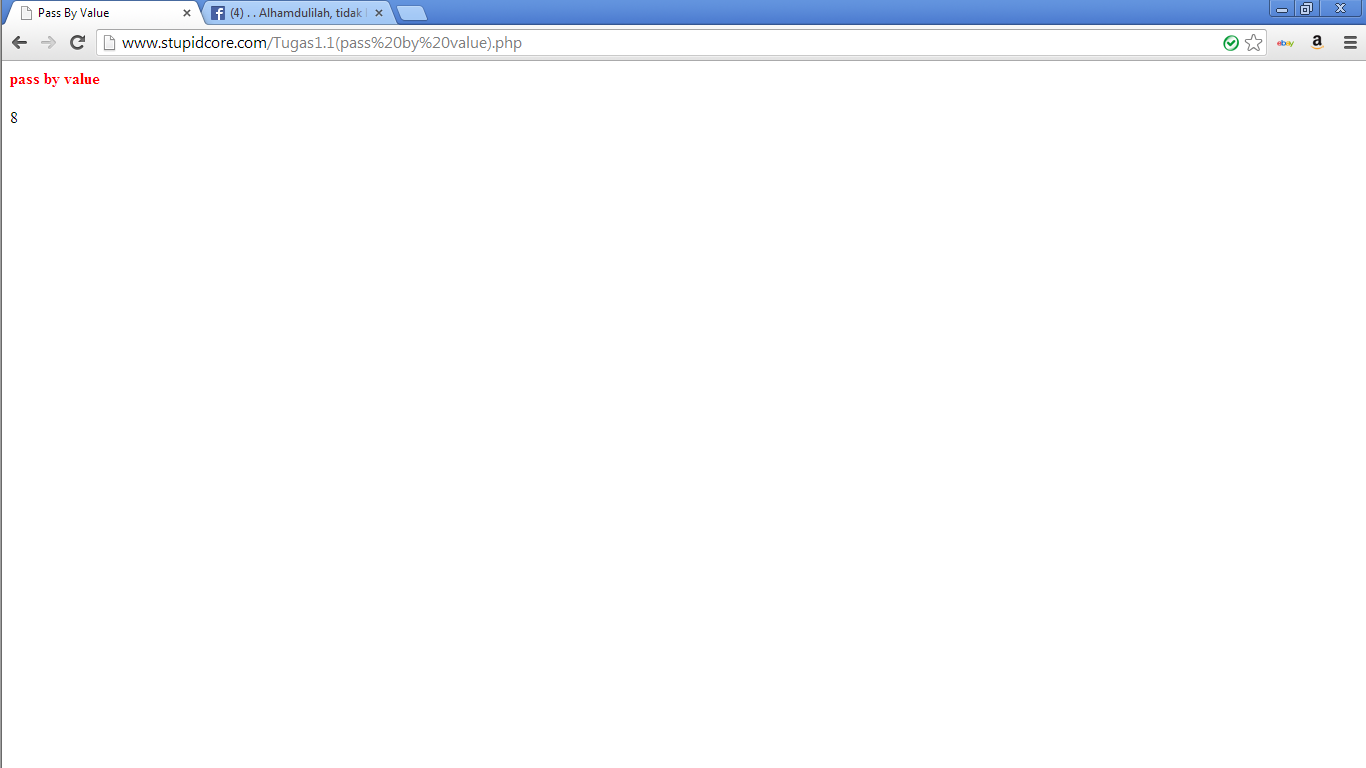 Pass By Value
(4) . . Alhamdulilah, tidak
www.stupidcore.com/Tugas1.1(pass%20by%20value).php
ebay
a
pass by value
8